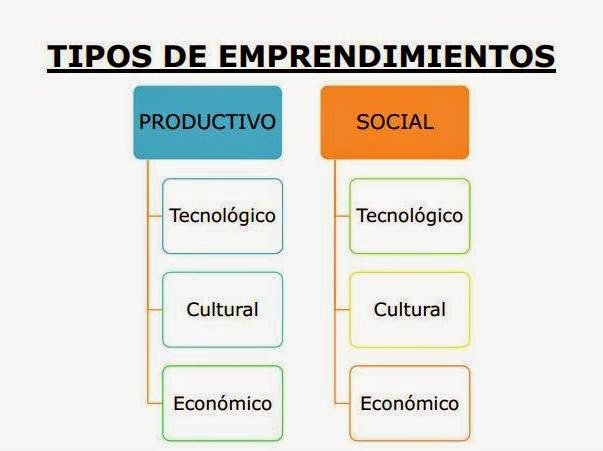 TIPOS DE EMPRENDIMIENTOS
PRODUCTIVO
Tecnológico
Cultural
Económico
SOCIAL
Tecnológico
Cultural
Económico